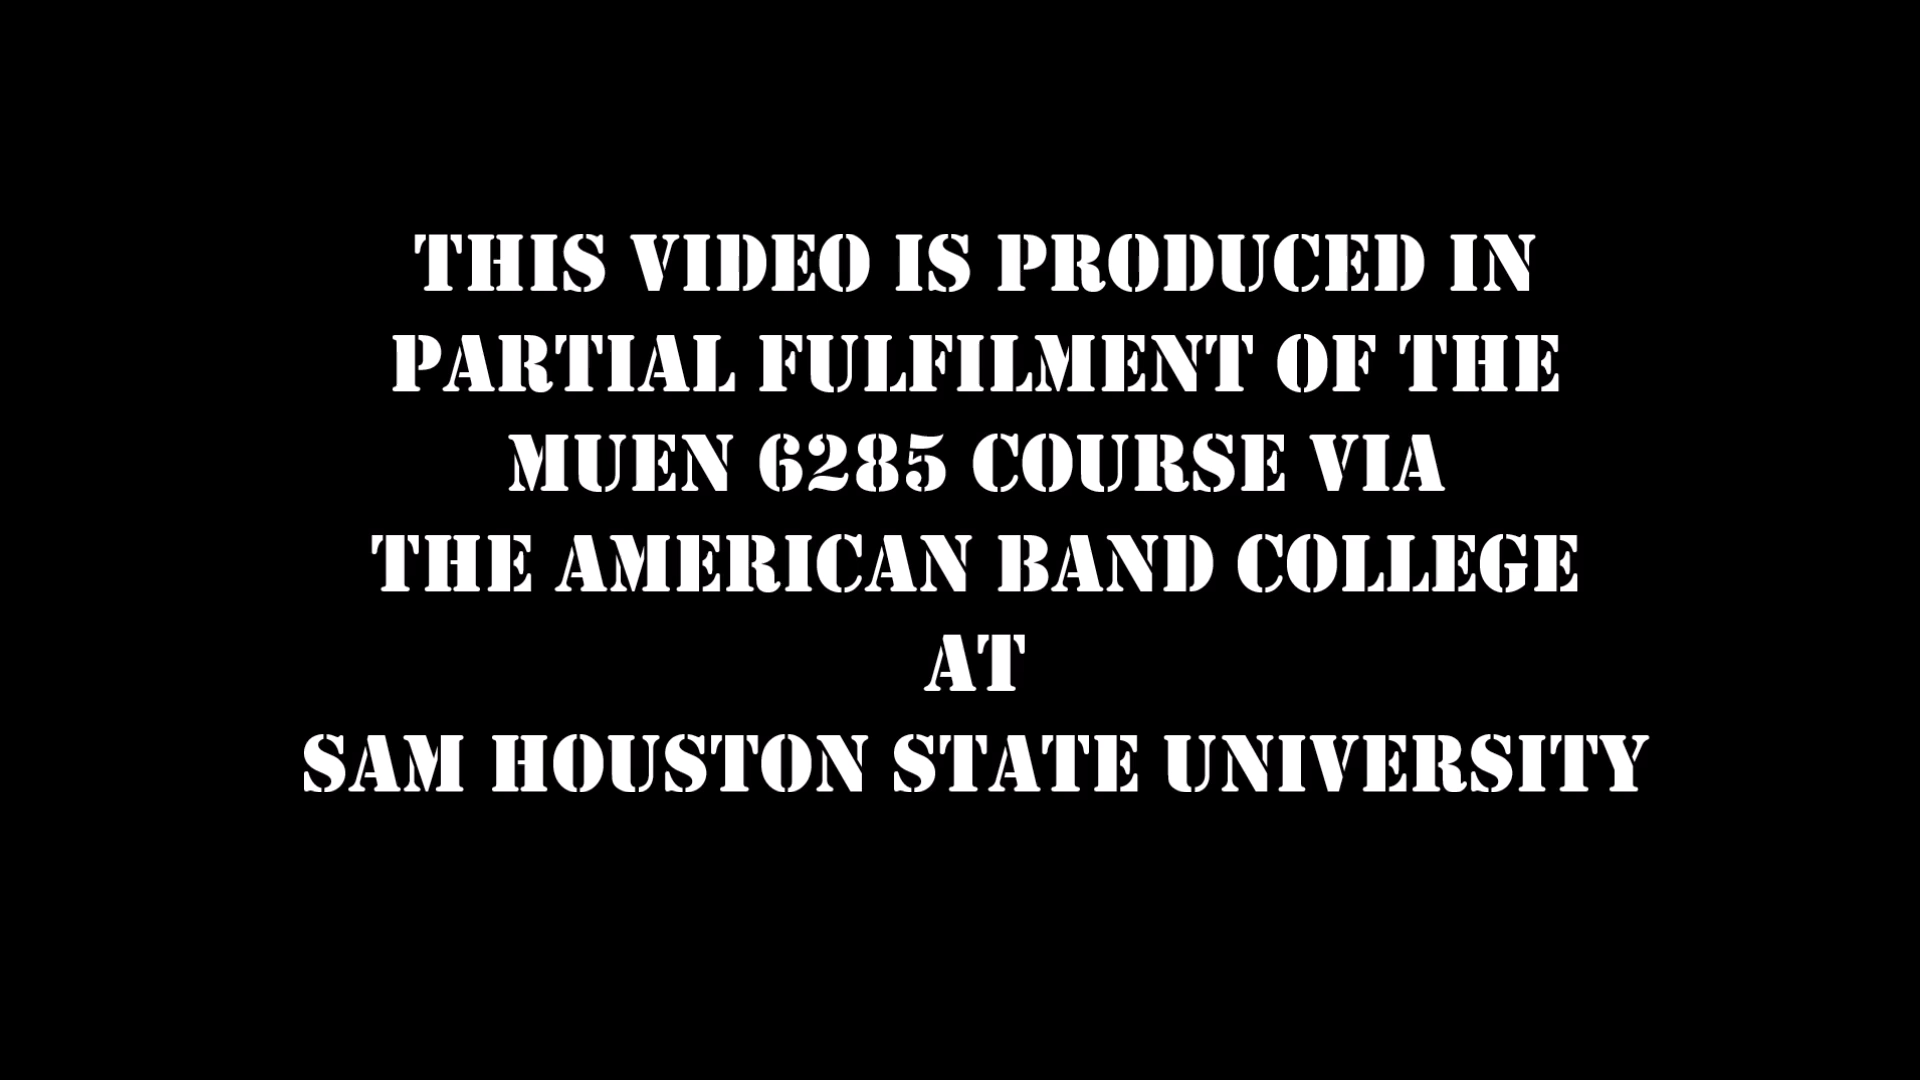 THIS VIDEO IS PRODUCED IN
PARTIAL FULFILMENT OF THE
MUEN 6285 COURSE VIA
THE AMERICAN BAND COLLEGE
AT
SAM HOUSTON STATE UNIVERSITY